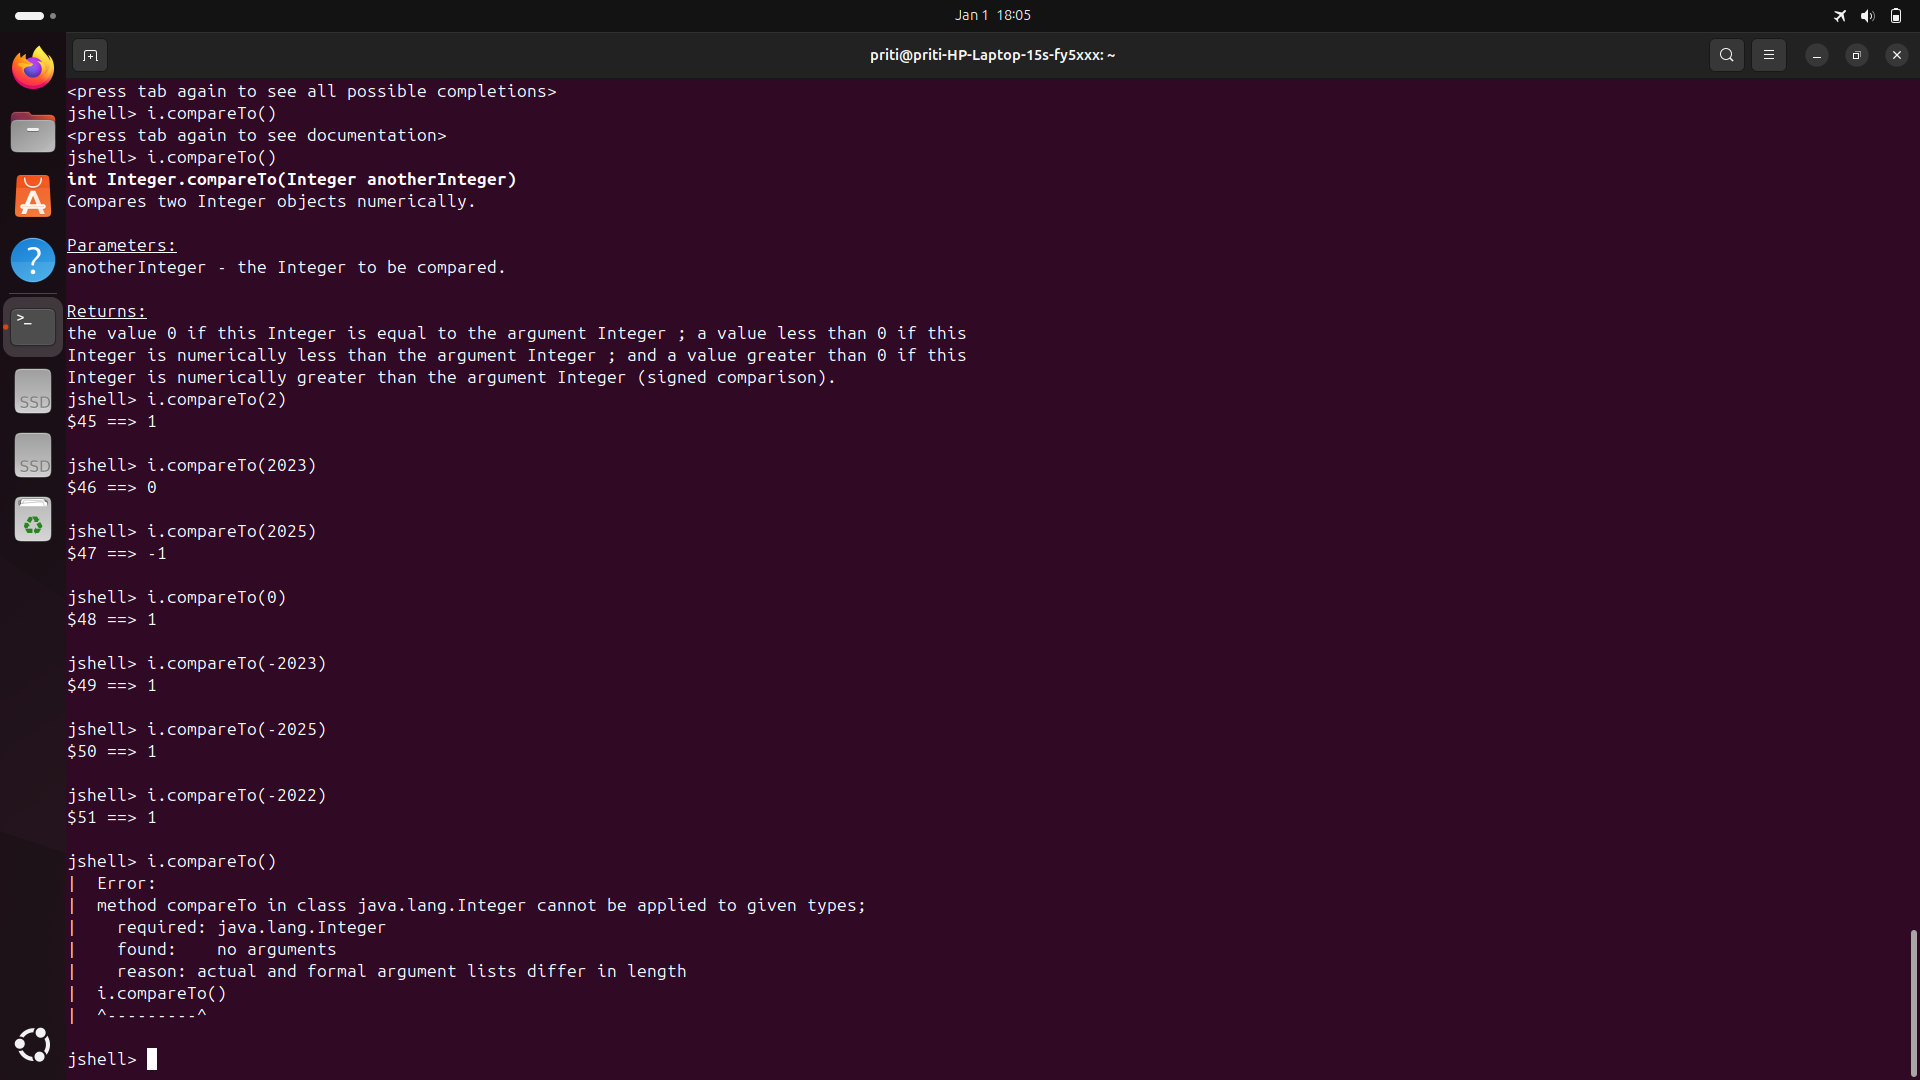 Jan 1 18:05
priti@priti-HP-Laptop-15s-fy5xxx: ~
<press tab again to see all possible completions>
jshell> i.compareTo()
<press tab again to see documentation>
jshell> i.compareTo()
int Integer.compareTo(Integer anotherInteger)
Compares two Integer objects numerically.
Parameters:
anotherInteger - the Integer to be compared.
Returns:
the value 0 if this Integer is equal to the argument Integer ; a value less than 0 if this
Integer is numerically less than the argument Integer ; and a value greater than 0 if this
Integer is numerically greater than the argument Integer (signed comparison).
jshell> i.compareTo(2)
$45 ==> 1
jshell> i.compareTo(2023)
$46 ==> 0
jshell> i.compareTo(2025)
$47 ==> -1
jshell> i.compareTo(0)
$48 ==> 1
jshell> i.compareTo(-2023)
$49 ==> 1
jshell> i.compareTo(-2025)
$50 ==> 1
jshell> i.compareTo(-2022)
$51 ==> 1
jshell> i.compareTo()
|  Error:
|  method compareTo in class java.lang.Integer cannot be applied to given types;
|    required: java.lang.Integer
|    found:    no arguments
|    reason: actual and formal argument lists differ in length
|  i.compareTo()
|  ^---------^
jshell>
>_
SSD
SSD